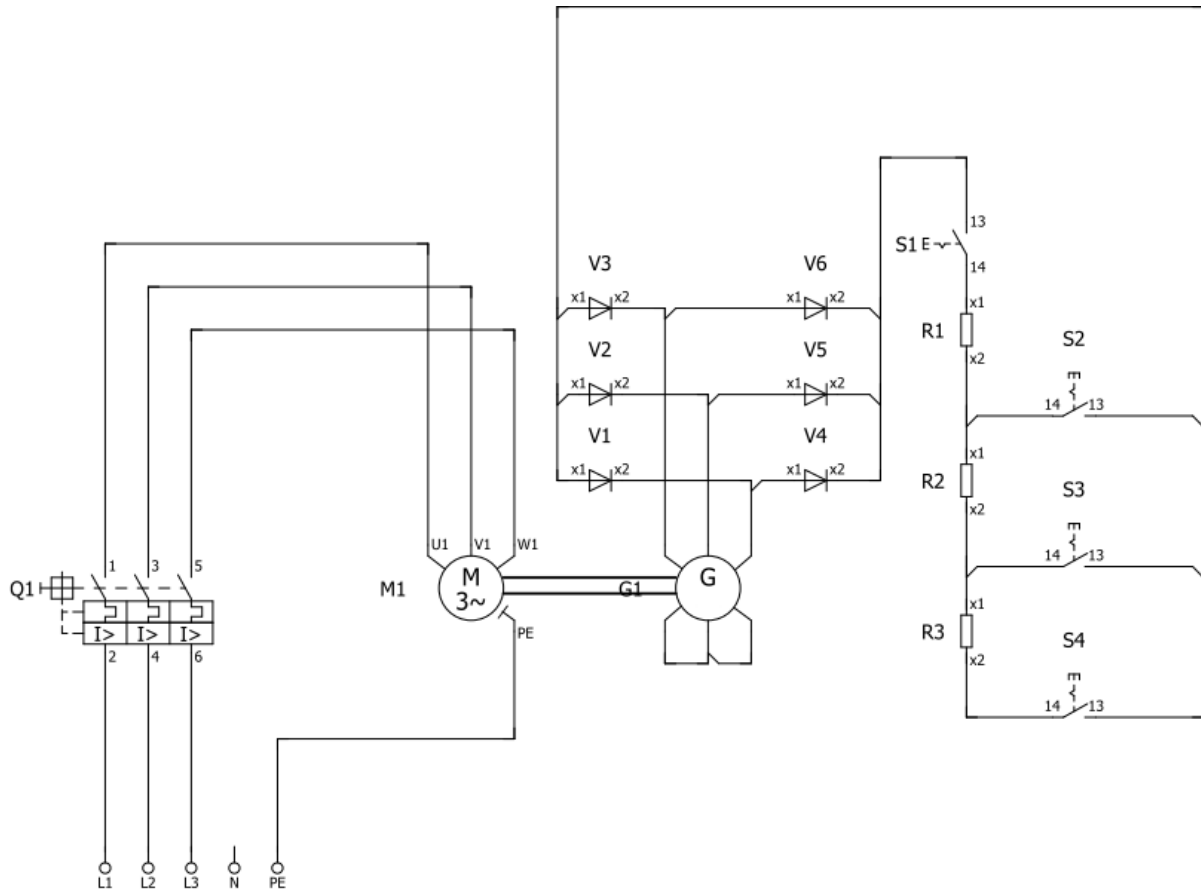 13
S1 E
14
V3
V6
x1 x2
x1 x2
x1
R1
x2
S2
E
14 13
V2
V5
x1 x2
x1 x2
V1
V4
x1 x2
x1 x2
x1
R2
x2
S3
E
14 13
U1 V1 W1
1 3 5
Q1
M1
M
3~
G1
G
PE
I> I> I>
2 4 6
x1
R3
x2
S4
E
14 13
L1 L2 L3 N PE